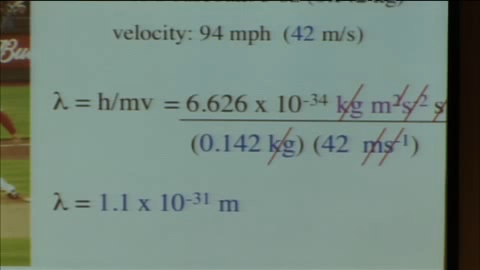 velocity: 94 mph (42 m/s)
λ = h/mv = 6.626 x 10⁻³⁴ kg m²s⁻² s
(0.142 kg) (42 ms⁻¹)
λ = 1.1 x 10⁻³¹ m